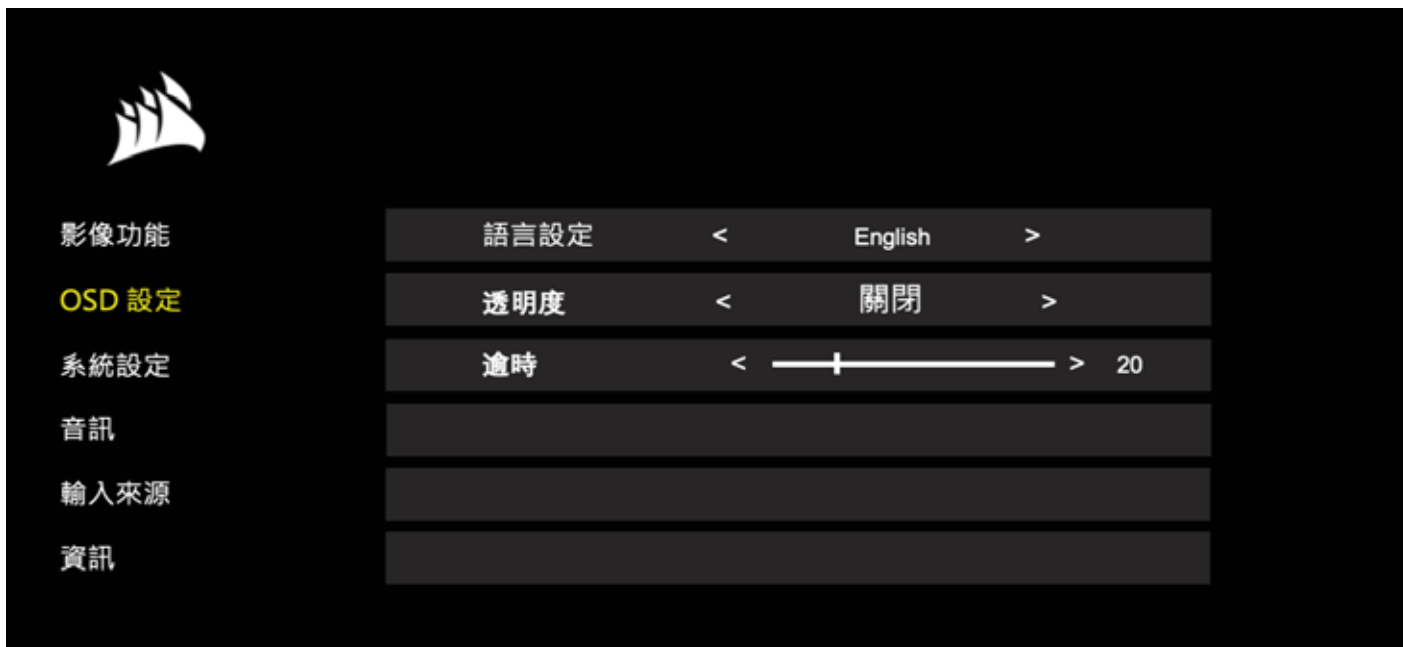 影像功能 語言設定 < English >
OSD 設定 透明度 < 關閉 >
系統設定 逾時 < > 20
音訊
輸入來源
資訊